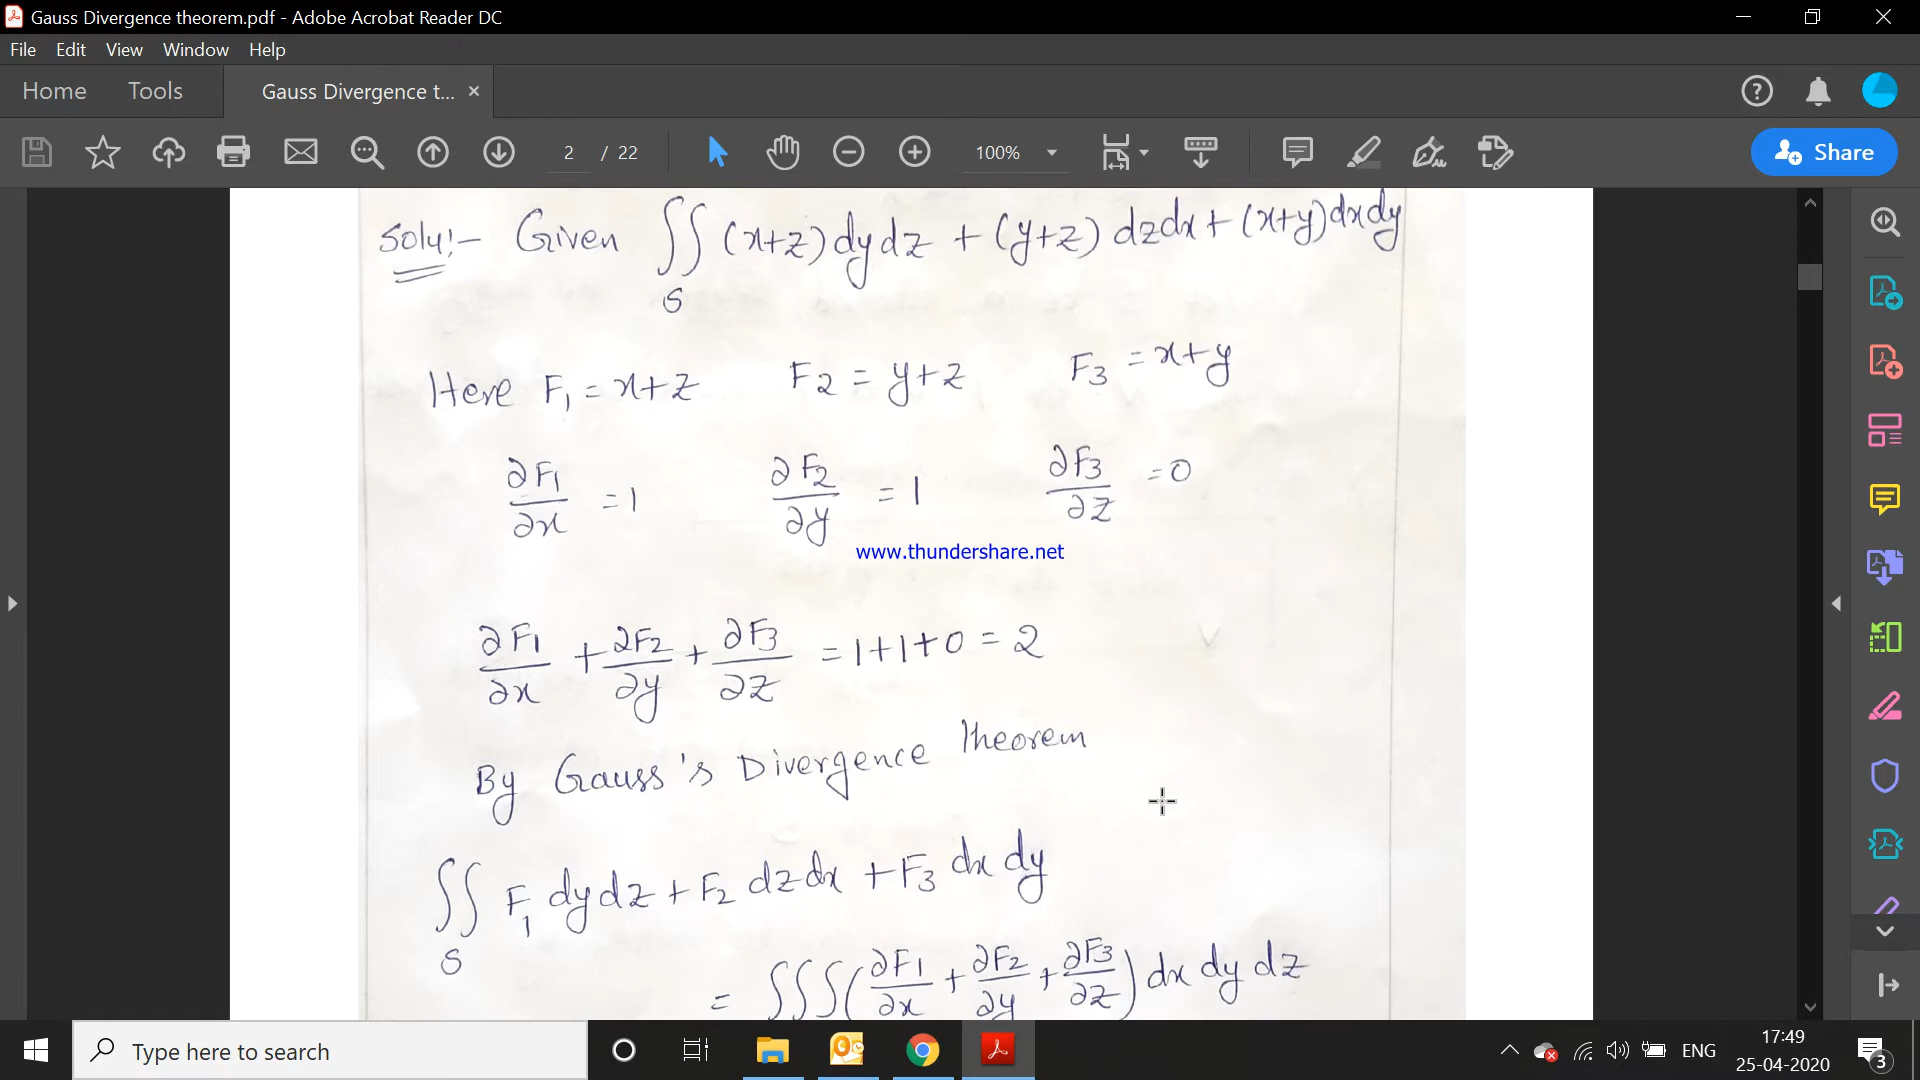 Gauss Divergence theorem.pdf - Adobe Acrobat Reader DC
File Edit View Window Help
Home Tools Gauss Divergence t... ×
2 / 22 100% Share
Solu:- Given ∬ (x+z) dy dz + (y+z) dz dx + (x+y) dx dy
S
Here F₁ = x+z F₂ = y+z F₃ = x+y
∂F₁/∂x = 1 ∂F₂/∂y = 1 ∂F₃/∂z = 0
www.thundershare.net
∂F₁/∂x + ∂F₂/∂y + ∂F₃/∂z = 1+1+0 = 2
By Gauss's Divergence Theorem
∬ F₁ dy dz + F₂ dz dx + F₃ dx dy
S
= ∭ (∂F₁/∂x + ∂F₂/∂y + ∂F₃/∂z) dx dy dz
Type here to search
ENG
17:49
25-04-2020
3